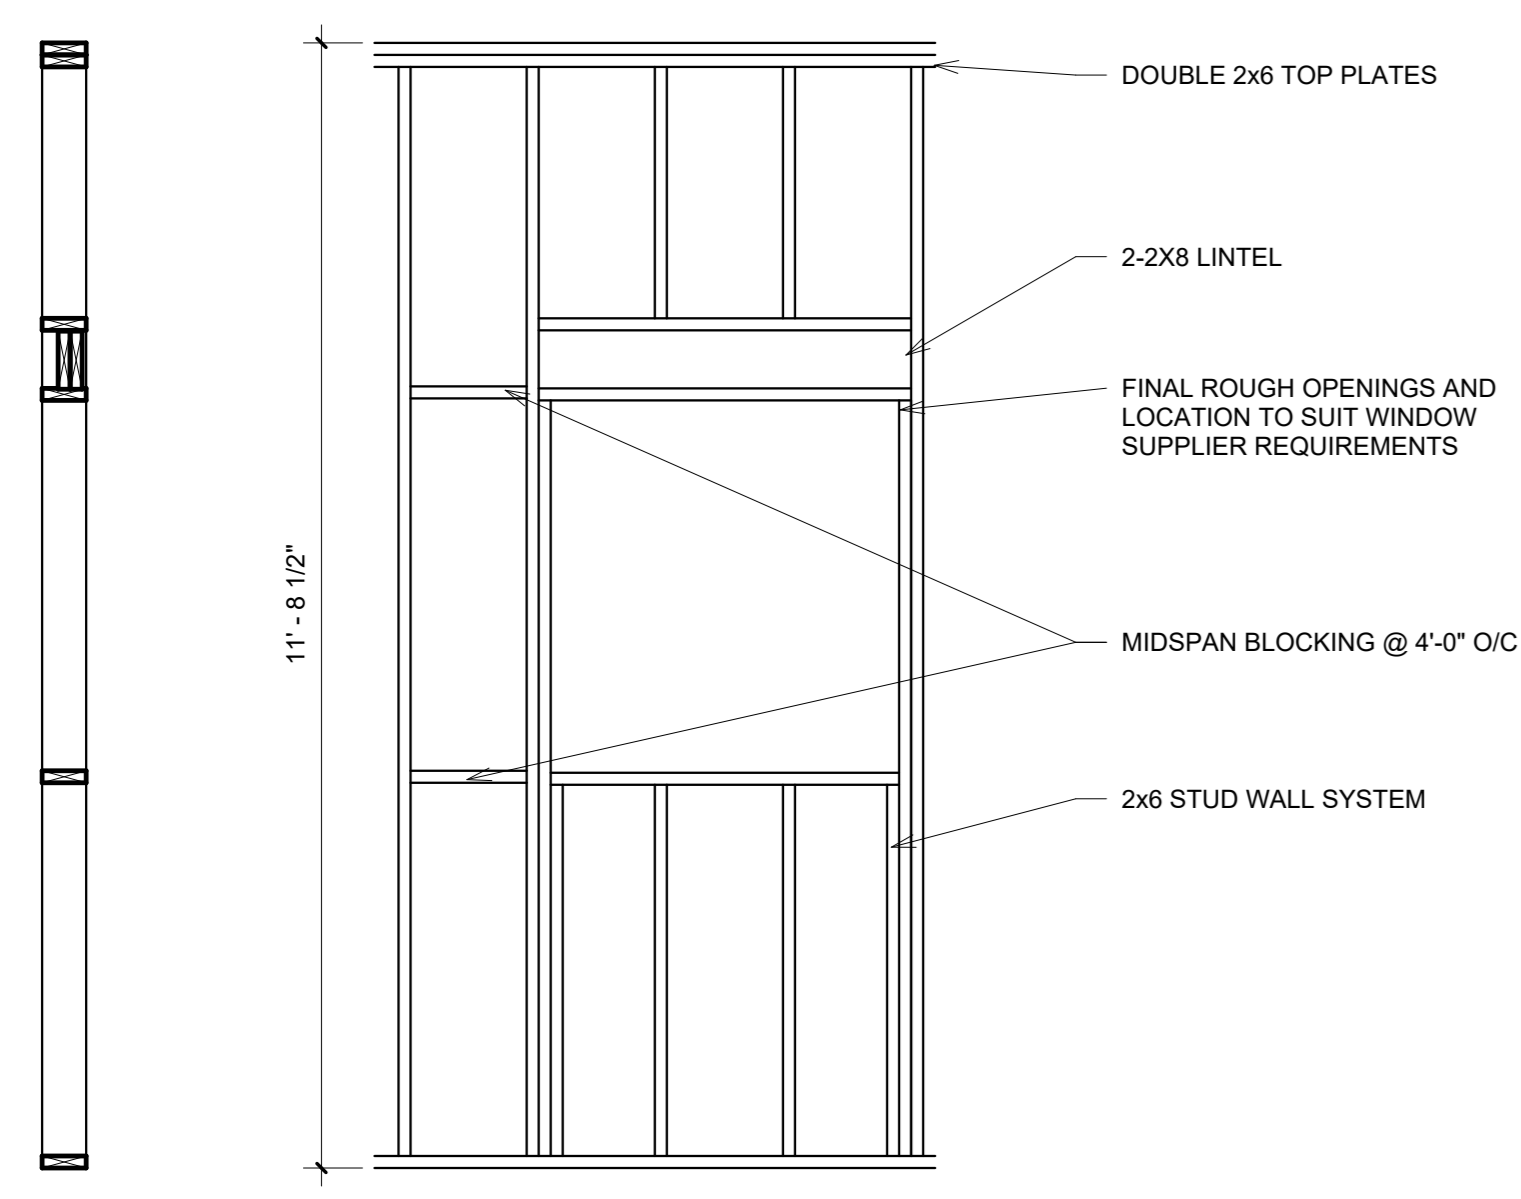 DOUBLE 2x6 TOP PLATES
2-2X8 LINTEL
FINAL ROUGH OPENINGS AND
LOCATION TO SUIT WINDOW
SUPPLIER REQUIREMENTS
11' - 8 1/2"
MIDSPAN BLOCKING @ 4'-0" O/C
2x6 STUD WALL SYSTEM